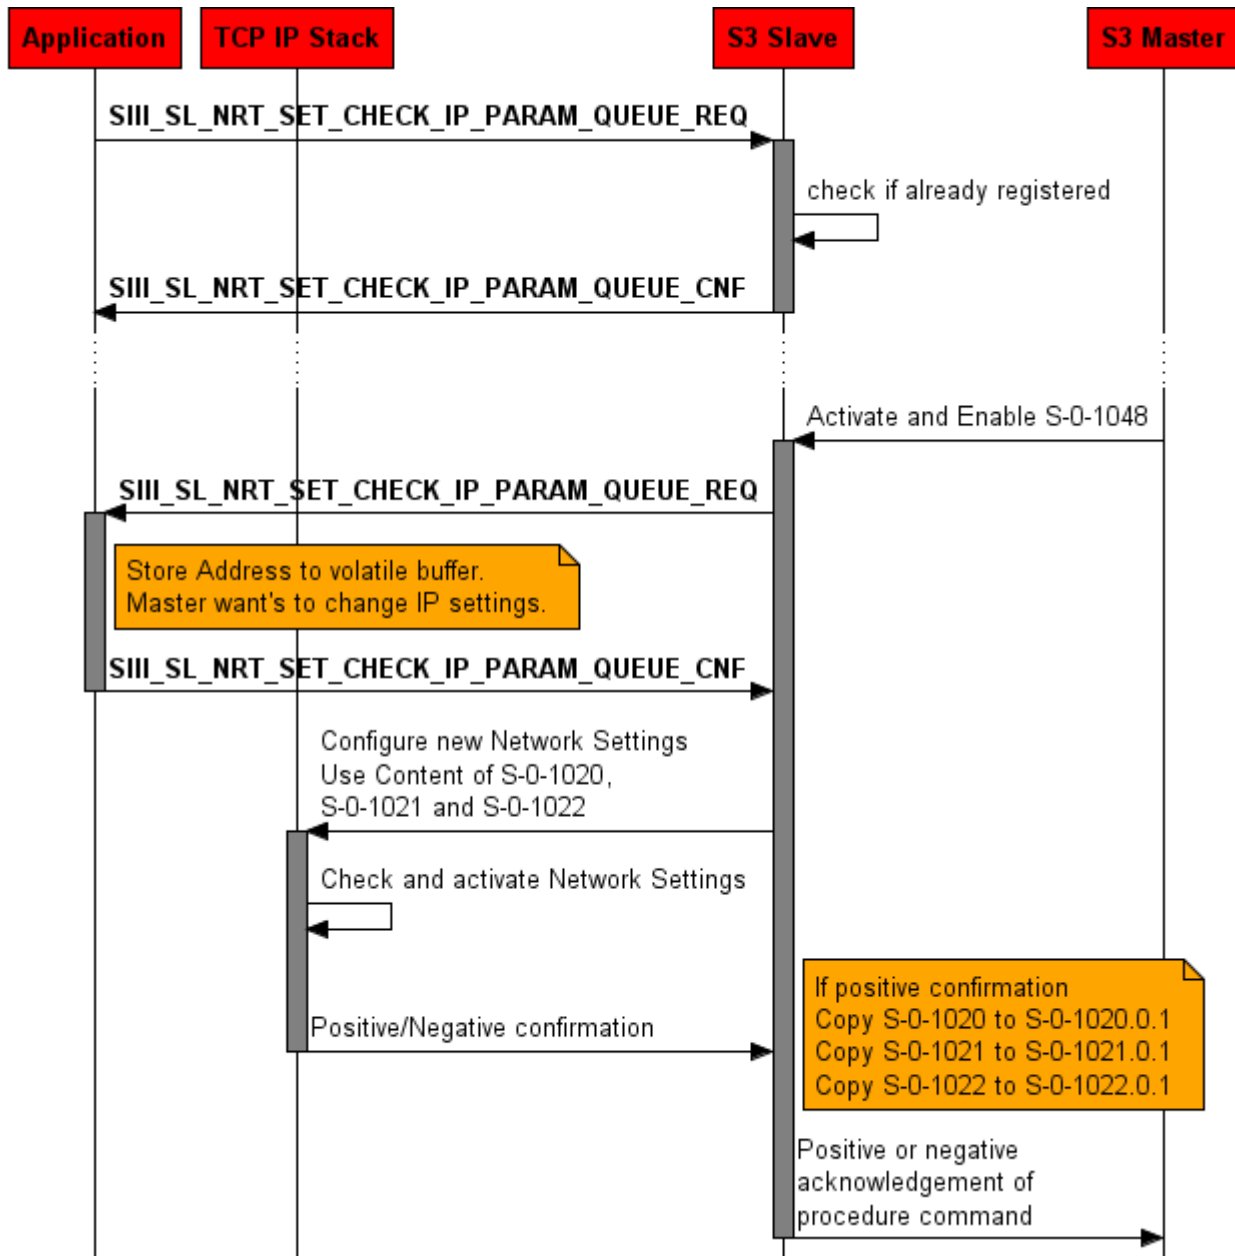 Application
TCP IP Stack
S3 Slave
S3 Master
SIII_SL_NRT_SET_CHECK_IP_PARAM_QUEUE_REQ
check if already registered
SIII_SL_NRT_SET_CHECK_IP_PARAM_QUEUE_CNF
Activate and Enable S-0-1048
SIII_SL_NRT_SET_CHECK_IP_PARAM_QUEUE_REQ
Store Address to volatile buffer.
Master want's to change IP settings.
SIII_SL_NRT_SET_CHECK_IP_PARAM_QUEUE_CNF
Configure new Network Settings
Use Content of S-0-1020,
S-0-1021 and S-0-1022
Check and activate Network Settings
If positive confirmation
Copy S-0-1020 to S-0-1020.0.1
Copy S-0-1021 to S-0-1021.0.1
Copy S-0-1022 to S-0-1022.0.1
Positive/Negative confirmation
Positive or negative
acknowledgement of
procedure command